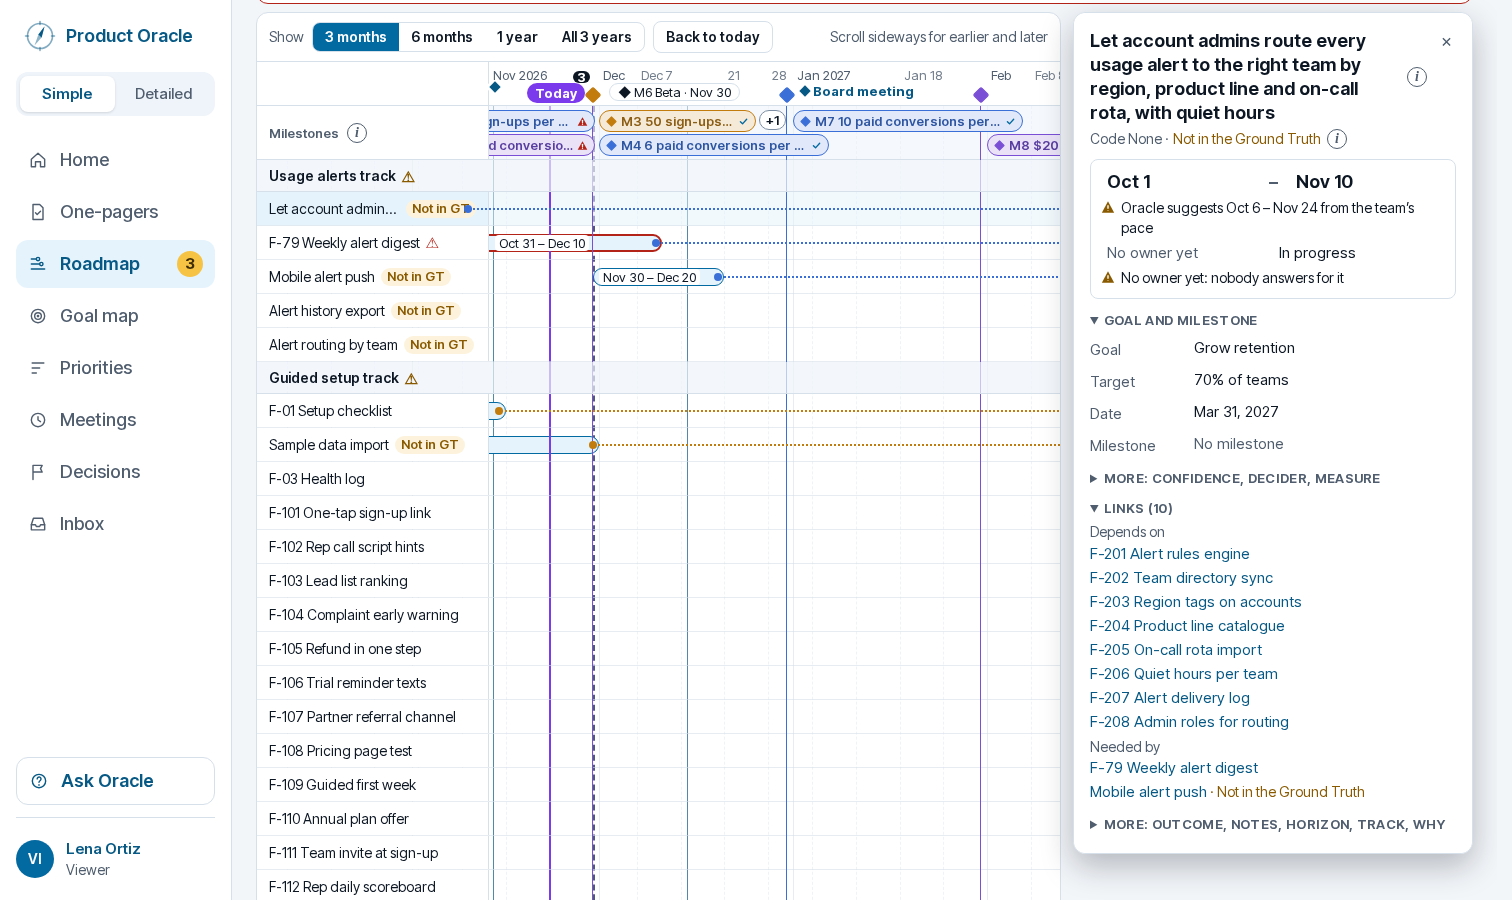 Product Oracle
Simple
Detailed
Home
One-pagers
Roadmap
3
Goal map
Priorities
Meetings
Decisions
Inbox
Ask Oracle
VI
Lena Ortiz
Viewer
Show
3 months
6 months
1 year
All 3 years
Back to today
Scroll sideways for earlier and later
Nov 2026
3
Dec
Dec 7
21
28
Jan 2027
Jan 18
Feb
Feb
Today
M6 Beta · Nov 30
Board meeting
Milestones
i
gn-ups per …
M3 50 sign-ups…
+1
M7 10 paid conversions per…
d conversio…
M4 6 paid conversions per …
M8 $20
Usage alerts track
Let account admin…
Not in GT
F-79 Weekly alert digest
Oct 31 – Dec 10
Mobile alert push
Not in GT
Nov 30 – Dec 20
Alert history export
Not in GT
Alert routing by team
Not in GT
Guided setup track
F-01 Setup checklist
Sample data import
Not in GT
F-03 Health log
F-101 One-tap sign-up link
F-102 Rep call script hints
F-103 Lead list ranking
F-104 Complaint early warning
F-105 Refund in one step
F-106 Trial reminder texts
F-107 Partner referral channel
F-108 Pricing page test
F-109 Guided first week
F-110 Annual plan offer
F-111 Team invite at sign-up
F-112 Rep daily scoreboard
Let account admins route every
usage alert to the right team by
region, product line and on-call
rota, with quiet hours
i
×
Code None · Not in the Ground Truth
i
Oct 1
–
Nov 10
Oracle suggests Oct 6 – Nov 24 from the team's
pace
No owner yet
In progress
No owner yet: nobody answers for it
GOAL AND MILESTONE
Goal
Grow retention
Target
70% of teams
Date
Mar 31, 2027
Milestone
No milestone
MORE: CONFIDENCE, DECIDER, MEASURE
LINKS (10)
Depends on
F-201 Alert rules engine
F-202 Team directory sync
F-203 Region tags on accounts
F-204 Product line catalogue
F-205 On-call rota import
F-206 Quiet hours per team
F-207 Alert delivery log
F-208 Admin roles for routing
Needed by
F-79 Weekly alert digest
Mobile alert push · Not in the Ground Truth
MORE: OUTCOME, NOTES, HORIZON, TRACK, WHY